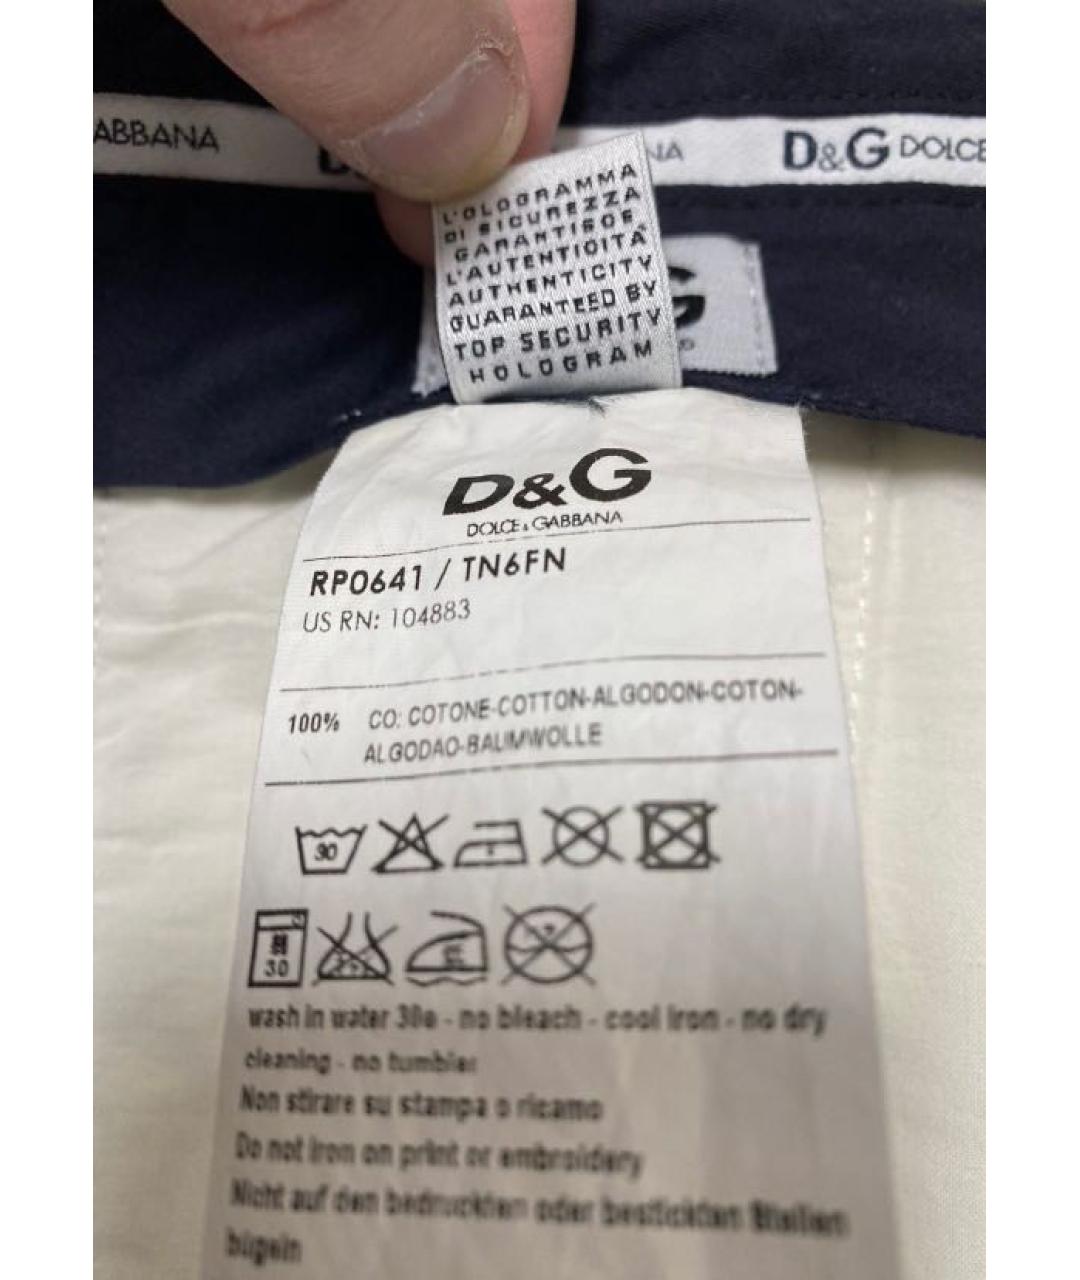 ABBANA
NA
D&G DOLCE
L'OLOGRAMMA
DI SICUREZZA
GARANTISCE
L'AUTENTICITÀ
AUTHENTICITY
GUARANTEED BY
TOP SECURITY
HOLOGRAM
G
D&G
DOLCE & GABBANA
RP0641 / TN6FN
US RN: 104883
100% CO: COTONE-COTTON-ALGODON-COTON-
ALGODAO-BAUMWOLLE
30
30
wash in water 30° - no bleach - cool iron - no dry
cleaning - no tumbler
Non stirare su stampa o ricamo
Do not iron on print or embroidery
Nicht auf den bedruckten oder bestickten Stellen
bügeln